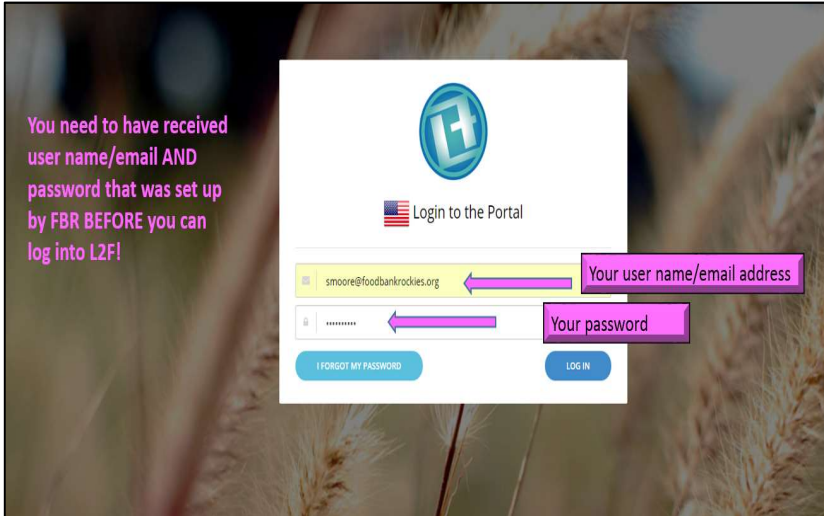 You need to have received
user name/email AND
password that was set up
by FBR BEFORE you can
log into L2F!
Login to the Portal
smoore@foodbankrockies.org
Your user name/email address
Your password
I FORGOT MY PASSWORD
LOG IN